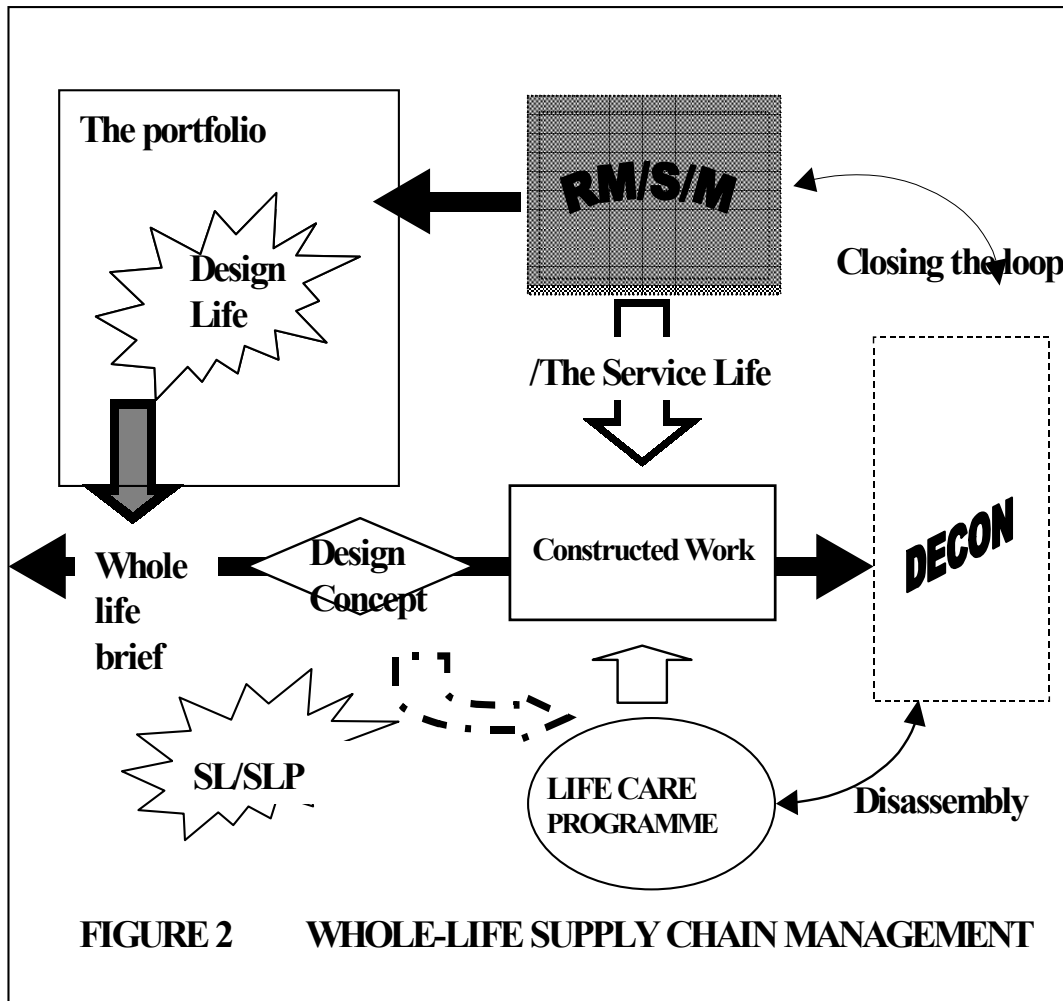 The portfolio
RM/S/M
Design
Life
Closing the loop
/The Service Life
Whole
life
brief
Design
Concept
Constructed Work
DECON
SL/SLP
LIFE CARE
PROGRAMME
Disassembly
FIGURE 2 WHOLE-LIFE SUPPLY CHAIN MANAGEMENT